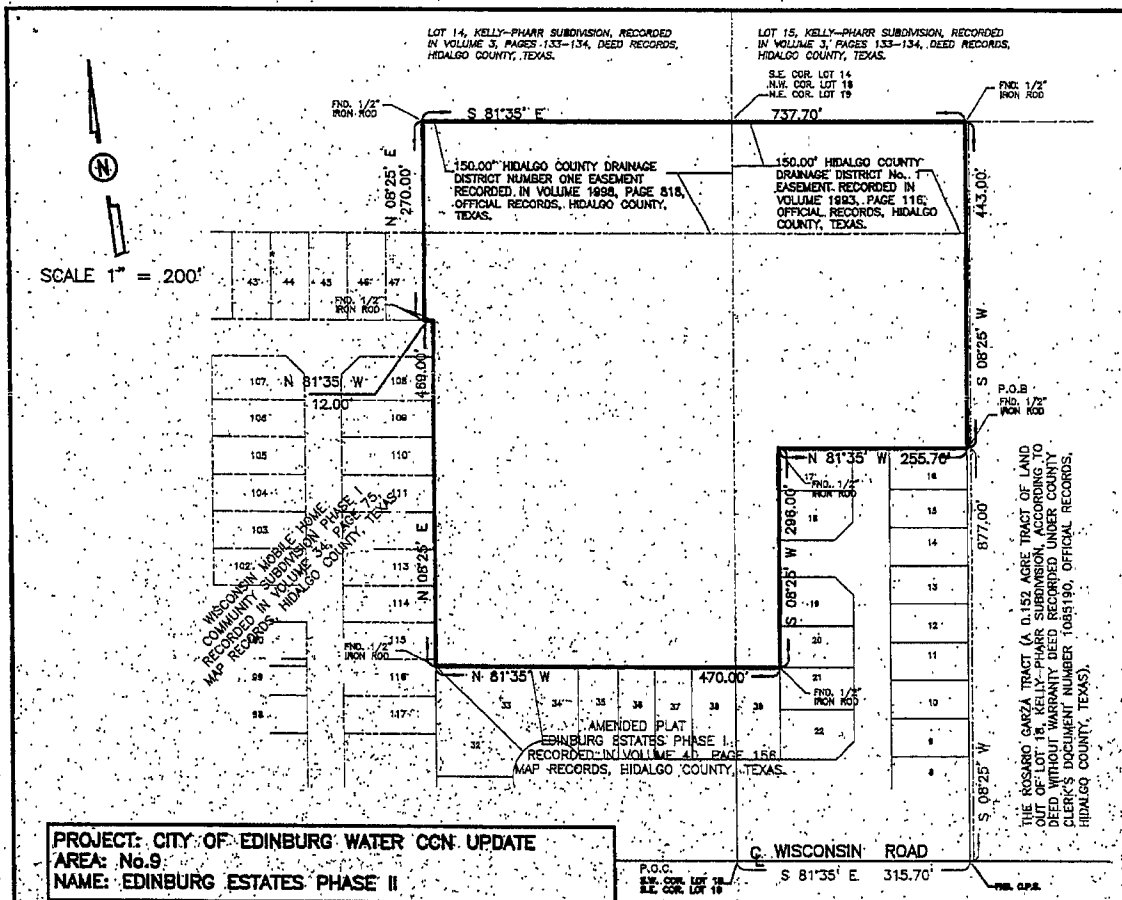 LOT 14, KELLY-PHARR SUBDIVISION, RECORDED
IN VOLUME 3, PAGES 133-134, DEED RECORDS,
HIDALGO COUNTY, TEXAS.
LOT 15, KELLY-PHARR SUBDIVISION, RECORDED
IN VOLUME 3, PAGES 133-134, DEED RECORDS,
HIDALGO COUNTY, TEXAS.
S.E. COR. LOT 14
N.W. COR. LOT 18
N.E. COR. LOT 19
FND. 1/2"
IRON ROD
FND. 1/2"
IRON ROD
S 81°35' E
737.70'
N 08°25' E
270.00'
150.00' HIDALGO COUNTY DRAINAGE
DISTRICT NUMBER ONE EASEMENT
RECORDED IN VOLUME 1998, PAGE 818,
OFFICIAL RECORDS, HIDALGO COUNTY,
TEXAS.
150.00' HIDALGO COUNTY
DRAINAGE DISTRICT No. 1
EASEMENT RECORDED IN
VOLUME 1993, PAGE 116,
OFFICIAL RECORDS, HIDALGO
COUNTY, TEXAS.
443.00'
S 08°25' W
N
SCALE 1" = 200'
43
44
45
46
47
FND. 1/2"
IRON ROD
N 81°35' W
12.00'
469.00'
N 08°25' E
107
106
105
104
103
102
99
98
108
109
110
111
113
114
115
116
117
WISCONSIN MOBILE HOME
COMMUNITY SUBDIVISION PHASE I
RECORDED IN VOLUME 34, PAGE 75,
MAP RECORDS, HIDALGO COUNTY, TEXAS
FND. 1/2"
IRON ROD
P.O.B
FND. 1/2"
IRON ROD
N 81°35' W
255.70'
17
FND. 1/2"
IRON ROD
18
296.00'
S 08°25' W
19
20
21
22
16
15
14
13
12
11
10
9
8
877.00'
S 08°25' W
N 81°35' W
470.00'
FND. 1/2"
IRON ROD
32
33
34
35
36
37
38
39
AMENDED PLAT
EDINBURG ESTATES PHASE I
RECORDED IN VOLUME 40, PAGE 156
MAP RECORDS, HIDALGO COUNTY, TEXAS.
THE ROSARIO GARZA TRACT (A 0.152 ACRE TRACT OF LAND
OUT OF LOT 18, KELLY-PHARR SUBDIVISION, ACCORDING TO
DEED WITHOUT WARRANTY DEED RECORDED UNDER COUNTY
CLERK'S DOCUMENT NUMBER 1085190, OFFICIAL RECORDS,
HIDALGO COUNTY, TEXAS).
PROJECT: CITY OF EDINBURG WATER CCN UPDATE
AREA: No.9
NAME: EDINBURG ESTATES PHASE II
P.O.C.
S.W. COR. LOT 18
S.E. COR. LOT 19
WISCONSIN ROAD
S 81°35' E 315.70'
FND. C.P.S.